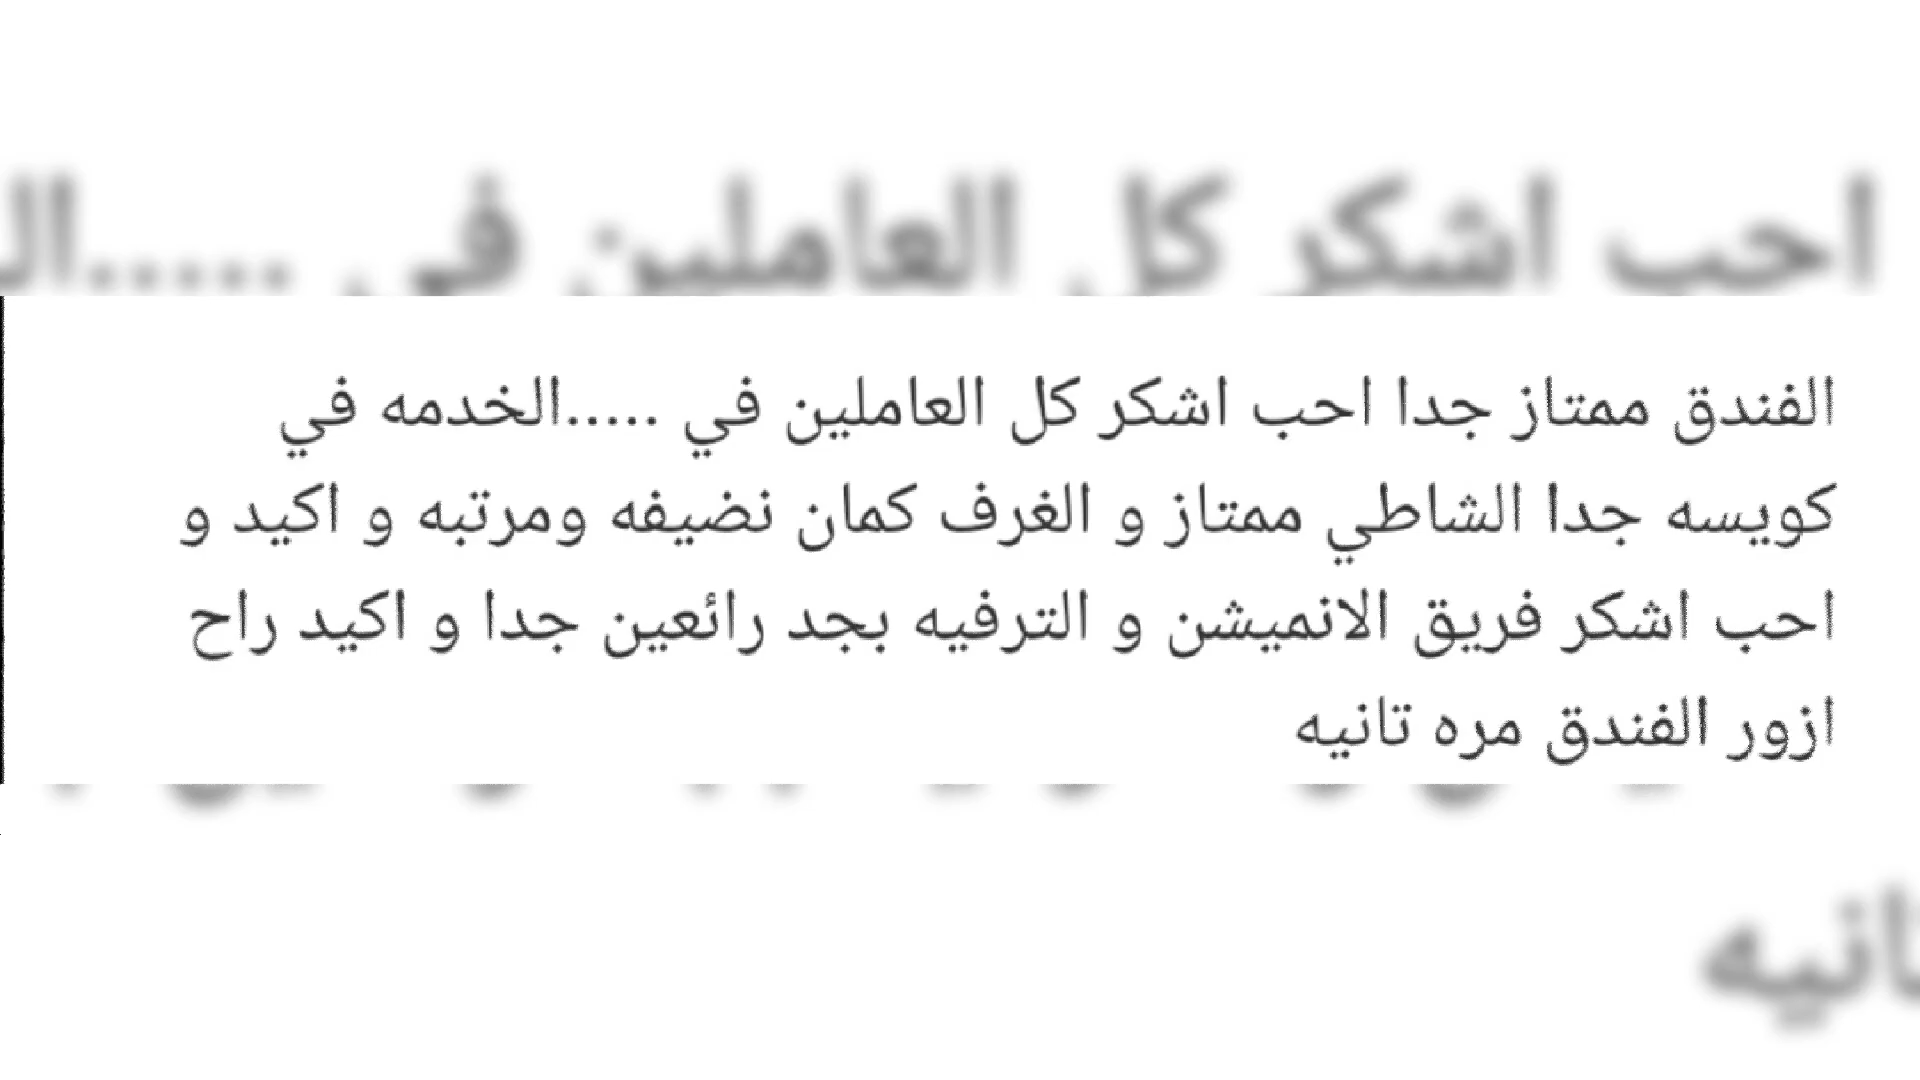 الفندق ممتاز جدا احب اشكر كل العاملين في .....الخدمه في
كويسه جدا الشاطي ممتاز و الغرف كمان نضيفه ومرتبه و اكيد و
احب اشكر فريق الانميشن و الترفيه بجد رائعين جدا و اكيد راح
ازور الفندق مره تانيه